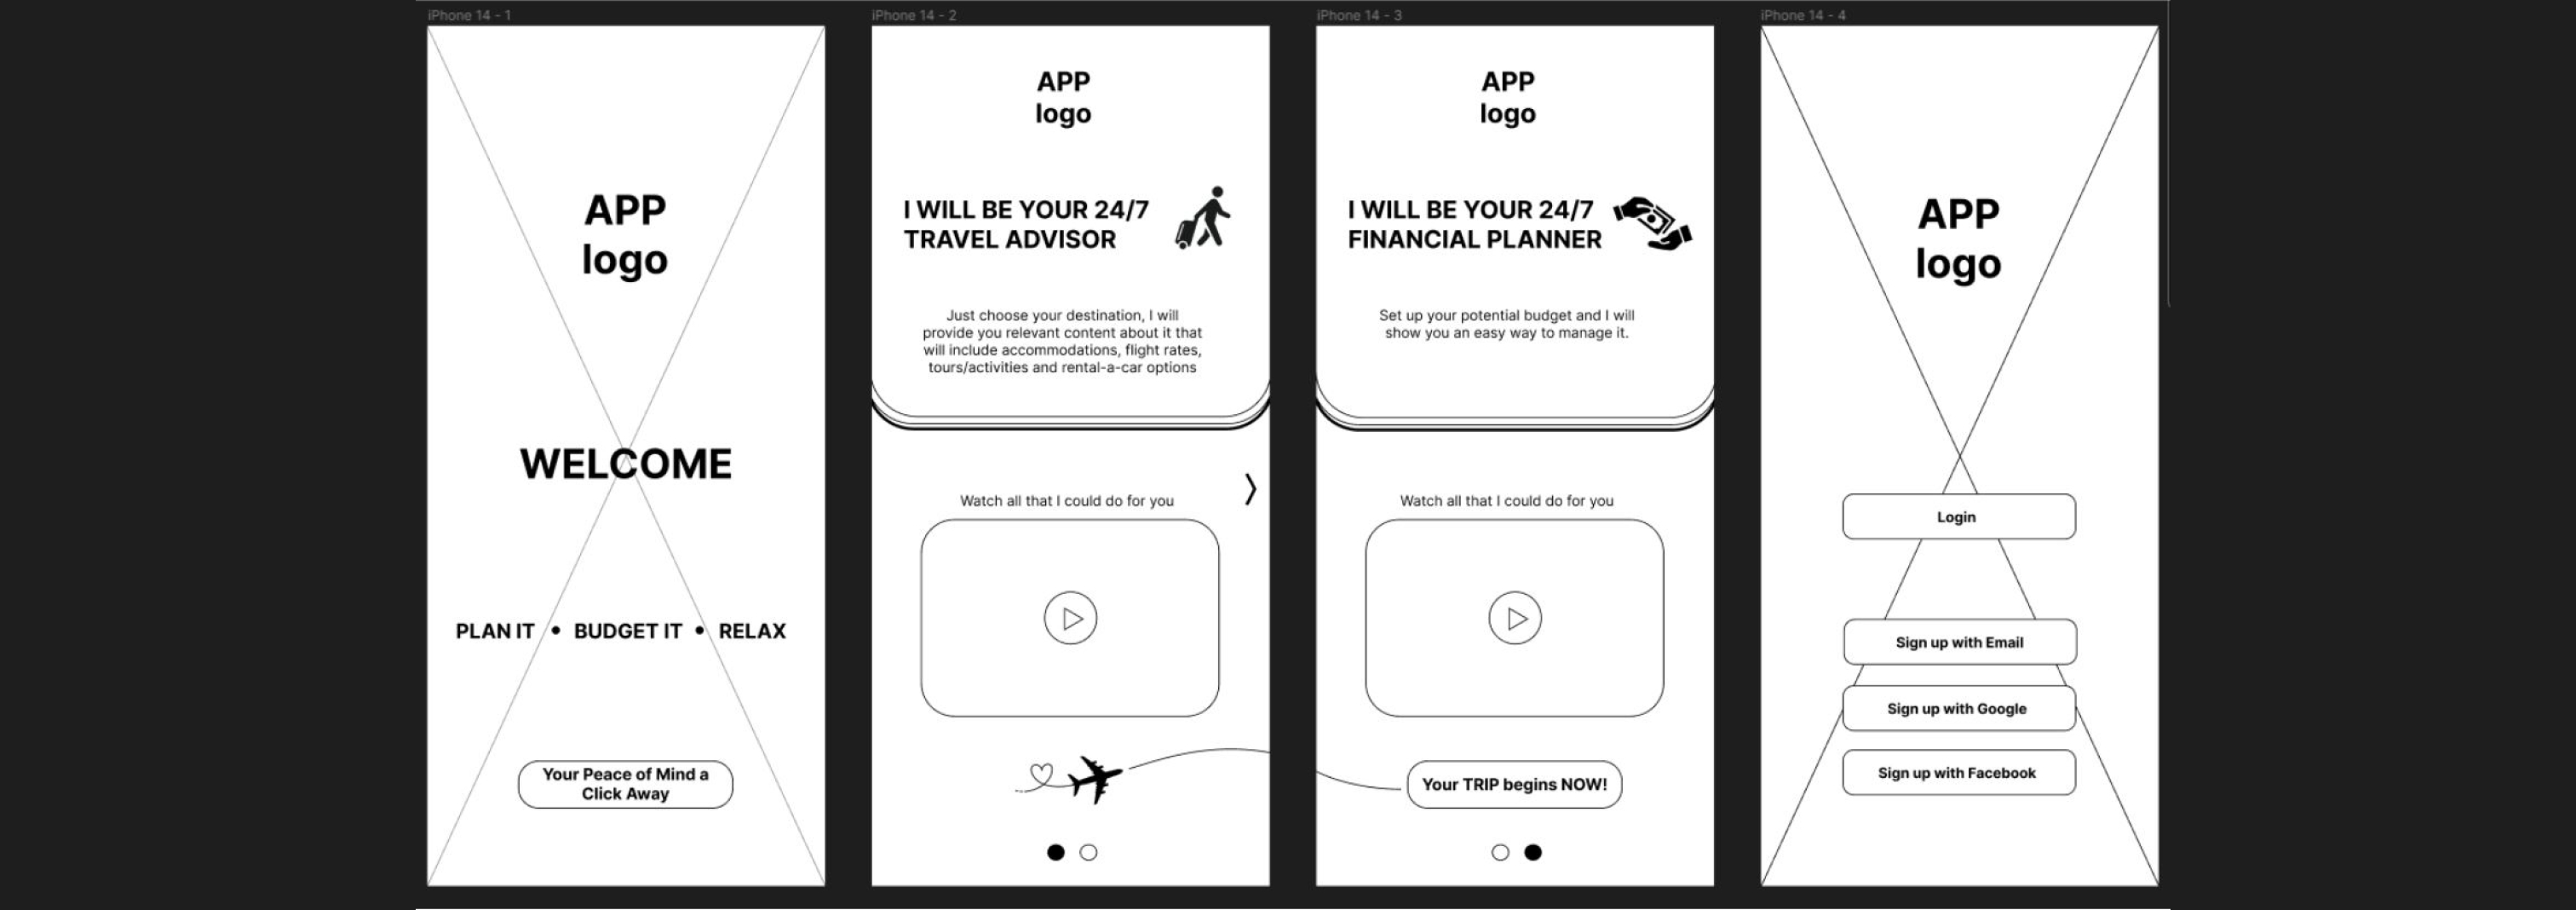 iPhone 14 - 1
APP
logo
WELCOME
PLAN IT • BUDGET IT • RELAX
Your Peace of Mind a
Click Away
iPhone 14 - 2
APP
logo
I WILL BE YOUR 24/7
TRAVEL ADVISOR
Just choose your destination, I will
provide you relevant content about it that
will include accommodations, flight rates,
tours/activities and rental-a-car options
Watch all that I could do for you
iPhone 14 - 3
APP
logo
I WILL BE YOUR 24/7
FINANCIAL PLANNER
Set up your potential budget and I will
show you an easy way to manage it.
Watch all that I could do for you
Your TRIP begins NOW!
iPhone 14 - 4
APP
logo
Login
Sign up with Email
Sign up with Google
Sign up with Facebook